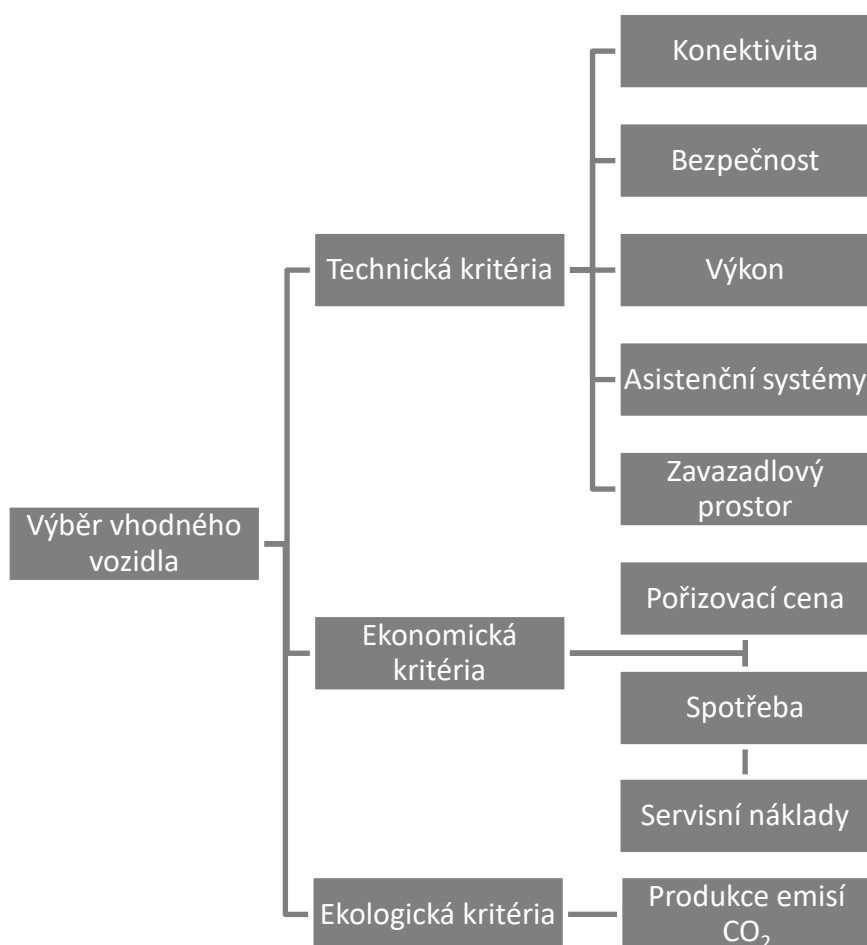 Konektivita
Bezpečnost
Technická kritéria
Výkon
Asistenční systémy
Zavazadlový
prostor
Výběr vhodného
vozidla
Pořizovací cena
Ekonomická
kritéria
Spotřeba
Servisní náklady
Ekologická kritéria
Produkce emisí
CO₂